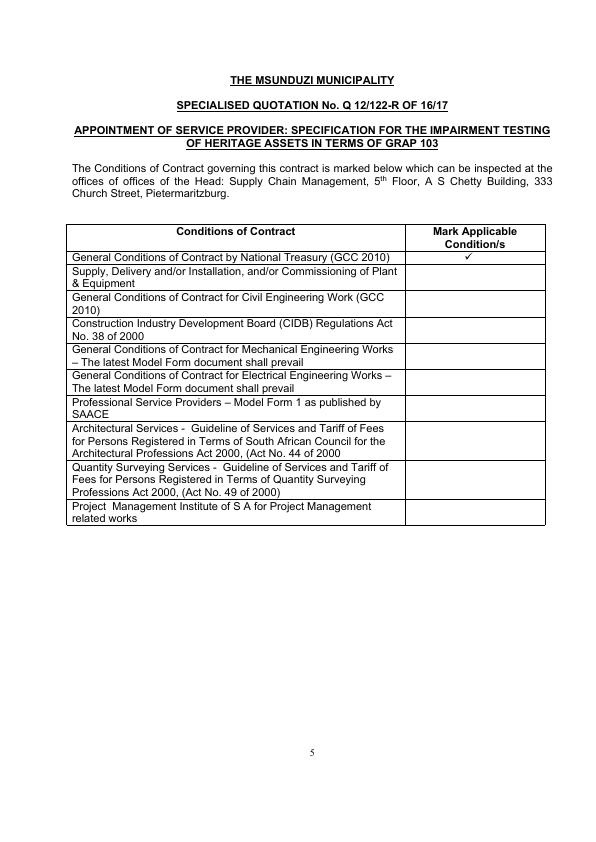 THE MSUNDUZI MUNICIPALITY
SPECIALISED QUOTATION No. Q 12/122-R OF 16/17
APPOINTMENT OF SERVICE PROVIDER: SPECIFICATION FOR THE IMPAIRMENT TESTING
OF HERITAGE ASSETS IN TERMS OF GRAP 103
The Conditions of Contract governing this contract is marked below which can be inspected at the
offices of offices of the Head: Supply Chain Management, 5th Floor, A S Chetty Building, 333
Church Street, Pietermaritzburg.
Conditions of Contract
Mark Applicable
Condition/s
General Conditions of Contract by National Treasury (GCC 2010)
✓
Supply, Delivery and/or Installation, and/or Commissioning of Plant
& Equipment
General Conditions of Contract for Civil Engineering Work (GCC
2010)
Construction Industry Development Board (CIDB) Regulations Act
No. 38 of 2000
General Conditions of Contract for Mechanical Engineering Works
– The latest Model Form document shall prevail
General Conditions of Contract for Electrical Engineering Works –
The latest Model Form document shall prevail
Professional Service Providers – Model Form 1 as published by
SAACE
Architectural Services - Guideline of Services and Tariff of Fees
for Persons Registered in Terms of South African Council for the
Architectural Professions Act 2000, (Act No. 44 of 2000
Quantity Surveying Services - Guideline of Services and Tariff of
Fees for Persons Registered in Terms of Quantity Surveying
Professions Act 2000, (Act No. 49 of 2000)
Project Management Institute of S A for Project Management
related works
5